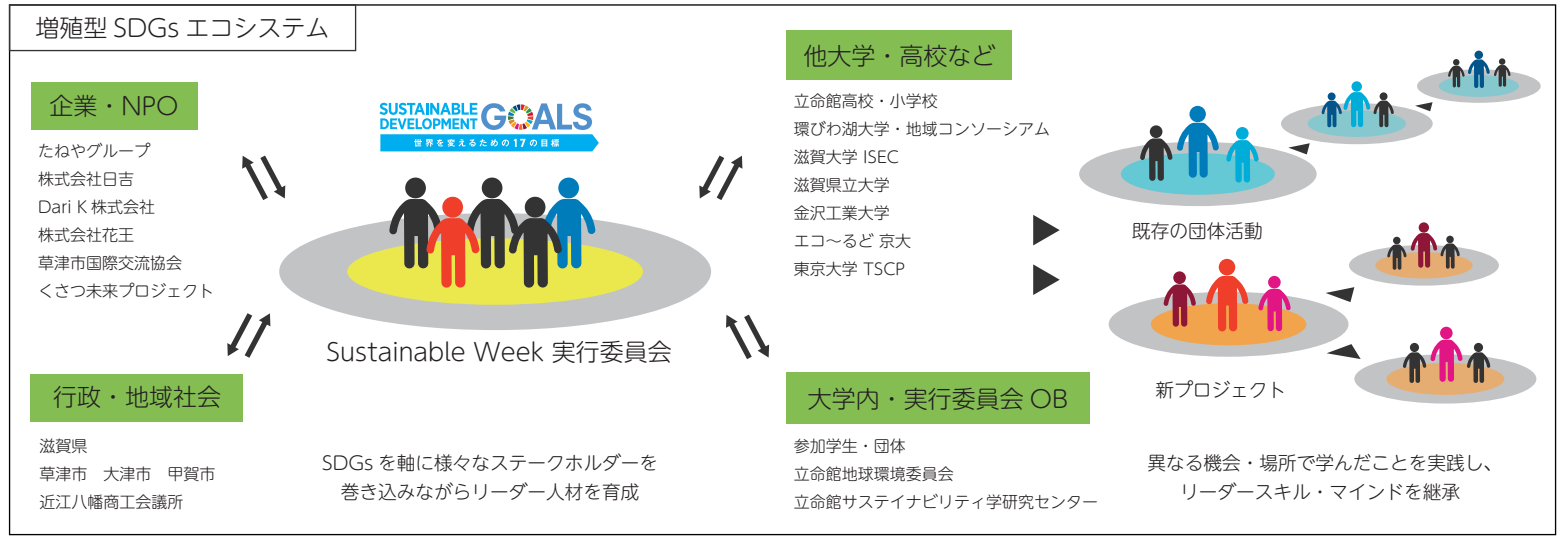 増殖型 SDGs エコシステム
企業・NPO
たねやグループ
株式会社日吉
Dari K 株式会社
株式会社花王
草津市国際交流協会
くさつ未来プロジェクト
行政・地域社会
滋賀県
草津市　大津市　甲賀市
近江八幡商工会議所
SUSTAINABLE
DEVELOPMENT GOALS
世界を変えるための17の目標
Sustainable Week 実行委員会
SDGs を軸に様々なステークホルダーを
巻き込みながらリーダー人材を育成
他大学・高校など
立命館高校・小学校
環びわ湖大学・地域コンソーシアム
滋賀大学 ISEC
滋賀県立大学
金沢工業大学
エコ〜るど 京大
東京大学 TSCP
大学内・実行委員会 OB
参加学生・団体
立命館地球環境委員会
立命館サステイナビリティ学研究センター
既存の団体活動
新プロジェクト
異なる機会・場所で学んだことを実践し、
リーダースキル・マインドを継承